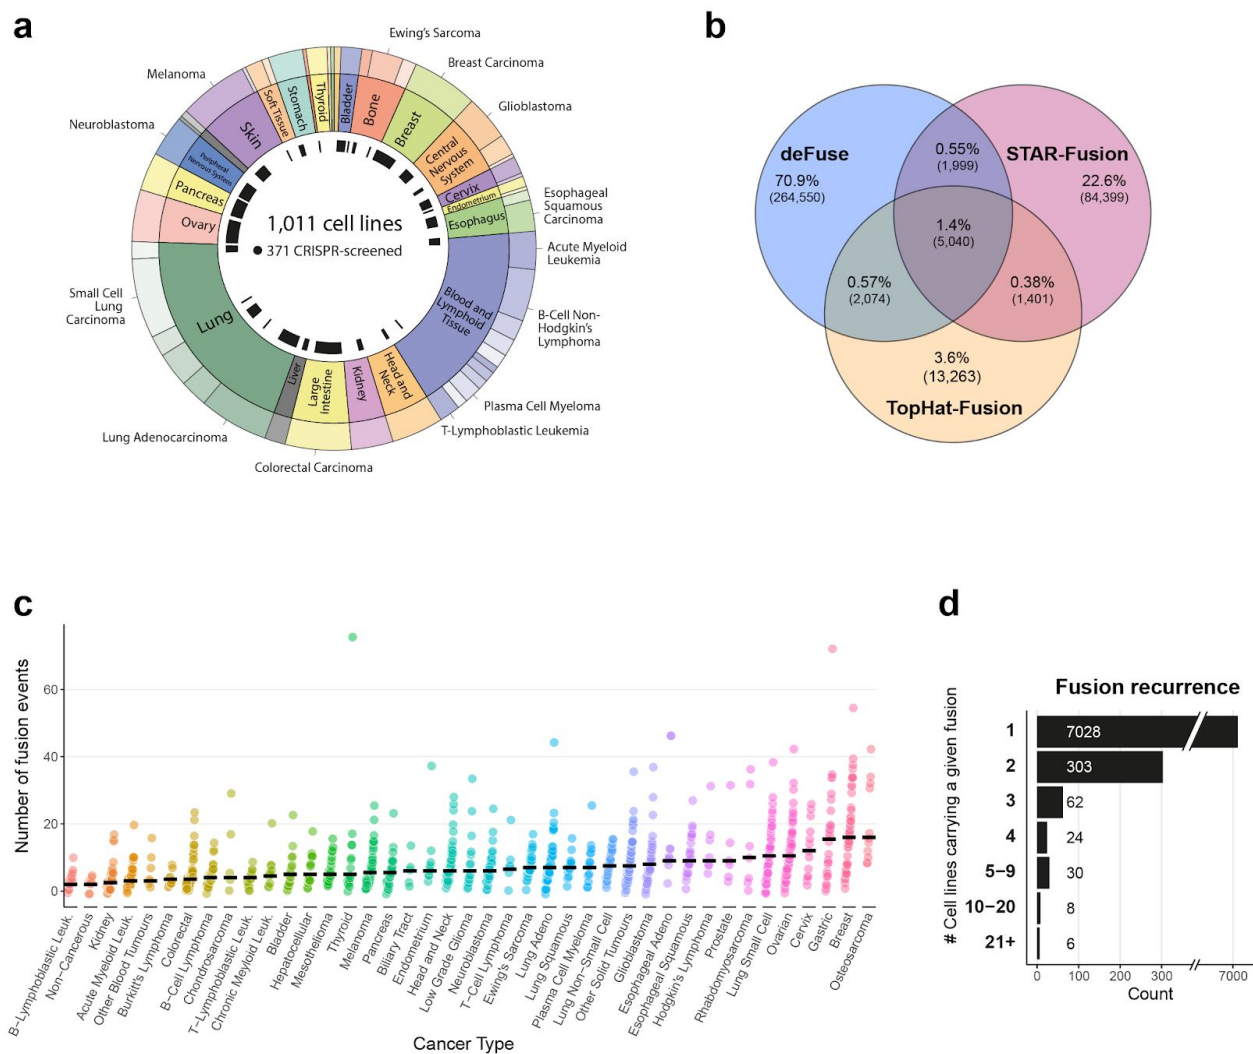 a
Ewing's Sarcoma
Breast Carcinoma
Glioblastoma
Esophageal
Squamous
Carcinoma
Acute Myeloid
Leukemia
B-Cell Non-
Hodgkin's
Lymphoma
Plasma Cell Myeloma
T-Lymphoblastic Leukemia
Colorectal Carcinoma
Lung Adenocarcinoma
Small Cell
Lung
Carcinoma
Neuroblastoma
Melanoma
Bladder
Bone
Breast
Central
Nervous
System
Cervix
Endometrium
Esophagus
Blood and
Lymphoid
Tissue
Head and
Neck
Kidney
Large
Intestine
Liver
Lung
Ovary
Pancreas
Peripheral
Nervous System
Skin
Soft Tissue
Stomach
Thyroid
1,011 cell lines
371 CRISPR-screened
b
deFuse
70.9%
(264,550)
0.55%
(1,999)
STAR-Fusion
22.6%
(84,399)
1.4%
(5,040)
0.57%
(2,074)
0.38%
(1,401)
3.6%
(13,263)
TopHat-Fusion
c
Number of fusion events
60
40
20
0
B-Lymphoblastic Leuk.
Non-Cancerous
Kidney
Acute Myeloid Leuk.
Other Blood Tumours
Burkitt's Lymphoma
Colorectal
B-Cell Lymphoma
Chondrosarcoma
T-Lymphoblastic Leuk.
Chronic Meyloid Leuk.
Bladder
Hepatocellular
Mesothelioma
Thyroid
Melanoma
Pancreas
Biliary Tract
Endometrium
Head and Neck
Low Grade Glioma
Neuroblastoma
T-Cell Lymphoma
Ewing's Sarcoma
Lung Adeno
Lung Squamous
Plasma Cell Myeloma
Lung Non-Small Cell
Other Solid Tumours
Glioblastoma
Esophageal Adeno
Esophageal Squamous
Hodgkin's Lymphoma
Prostate
Rhabdomyosarcoma
Lung Small Cell
Ovarian
Cervix
Gastric
Breast
Osteosarcoma
Cancer Type
d
Fusion recurrence
# Cell lines carrying a given fusion
1
7028
2
303
3
62
4
24
5-9
30
10-20
8
21+
6
0
100
200
300
7000
Count